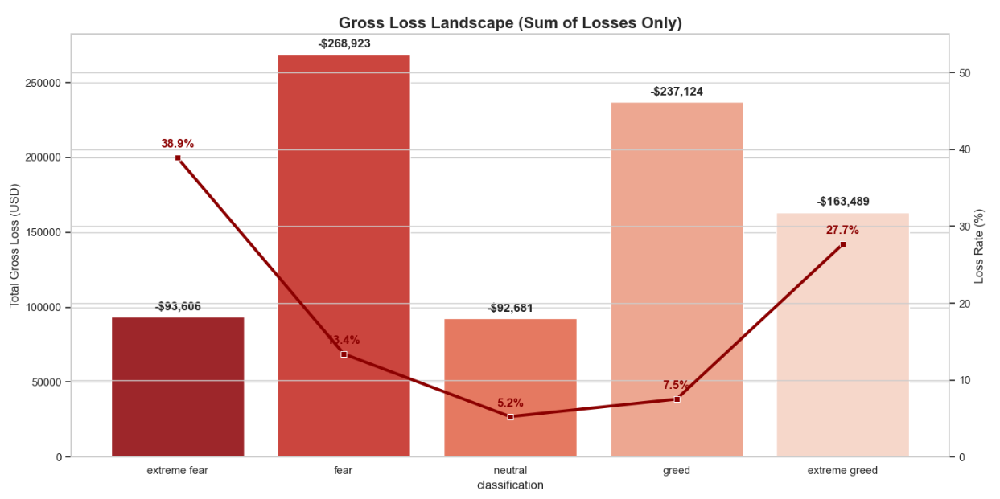 Gross Loss Landscape (Sum of Losses Only)
Total Gross Loss (USD)
250000
200000
150000
100000
50000
0
-$93,606
-$268,923
-$92,681
-$237,124
-$163,489
38.9%
13.4%
5.2%
7.5%
27.7%
50
40
30
20
10
0
Loss Rate (%)
extreme fear
fear
neutral
greed
extreme greed
classification